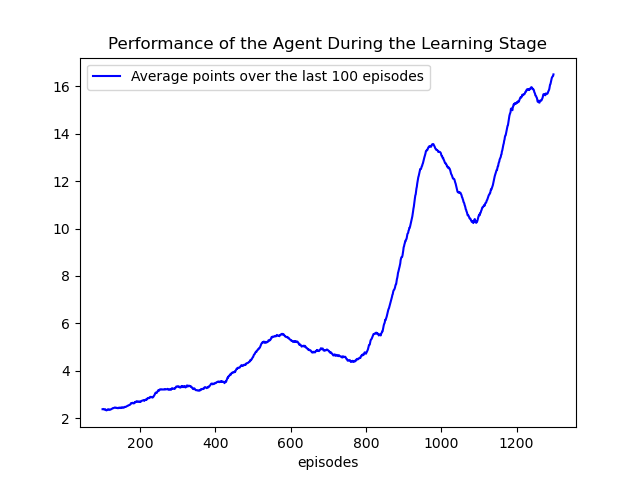 Performance of the Agent During the Learning Stage
Average points over the last 100 episodes
16
14
12
10
8
6
4
2
200 400 600 800 1000 1200
episodes